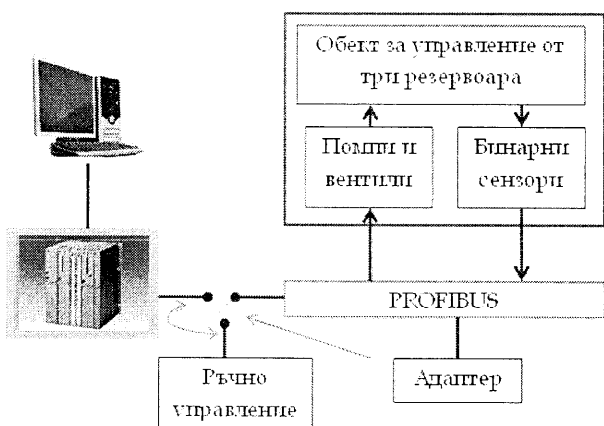 Обект за управление от
три резервоара
Помпи и
вентили
Бинарни
сензори
PROFIBUS
Ръчно
управление
Адаптер